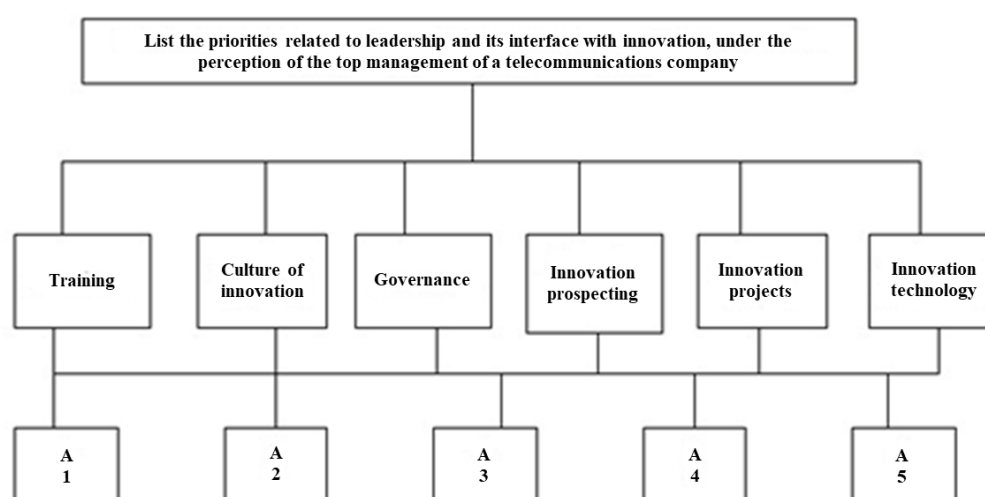 List the priorities related to leadership and its interface with innovation, under the
perception of the top management of a telecommunications company
Training
Culture of
innovation
Governance
Innovation
prospecting
Innovation
projects
Innovation
technology
A
1
A
2
A
3
A
4
A
5